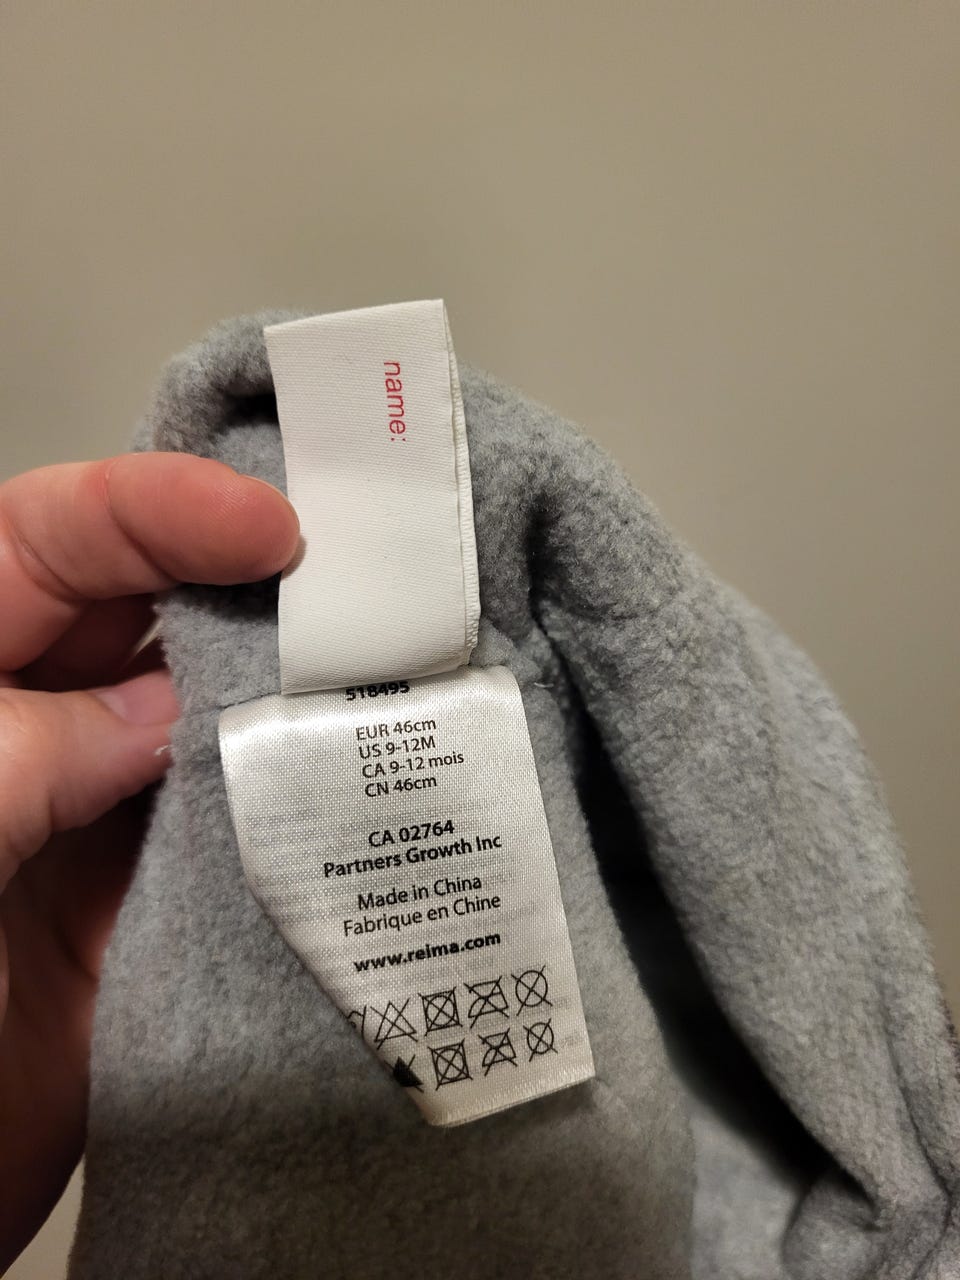 name:
518495
EUR 46cm
US 9-12M
CA 9-12 mois
CN 46cm
CA 02764
Partners Growth Inc
Made in China
Fabrique en Chine
www.reima.com